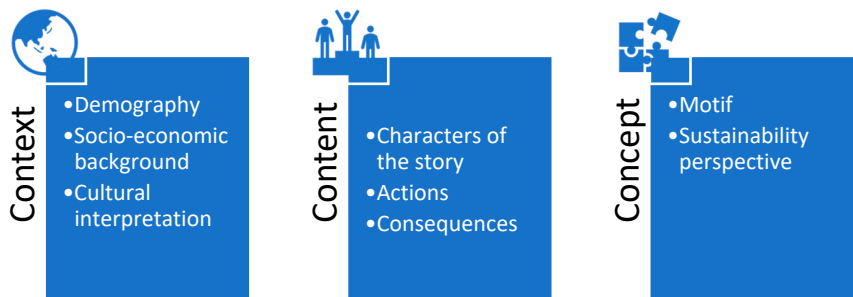 Context
•Demography
•Socio-economic
background
•Cultural
interpretation
Content
•Characters of
the story
•Actions
•Consequences
Concept
•Motif
•Sustainability
perspective